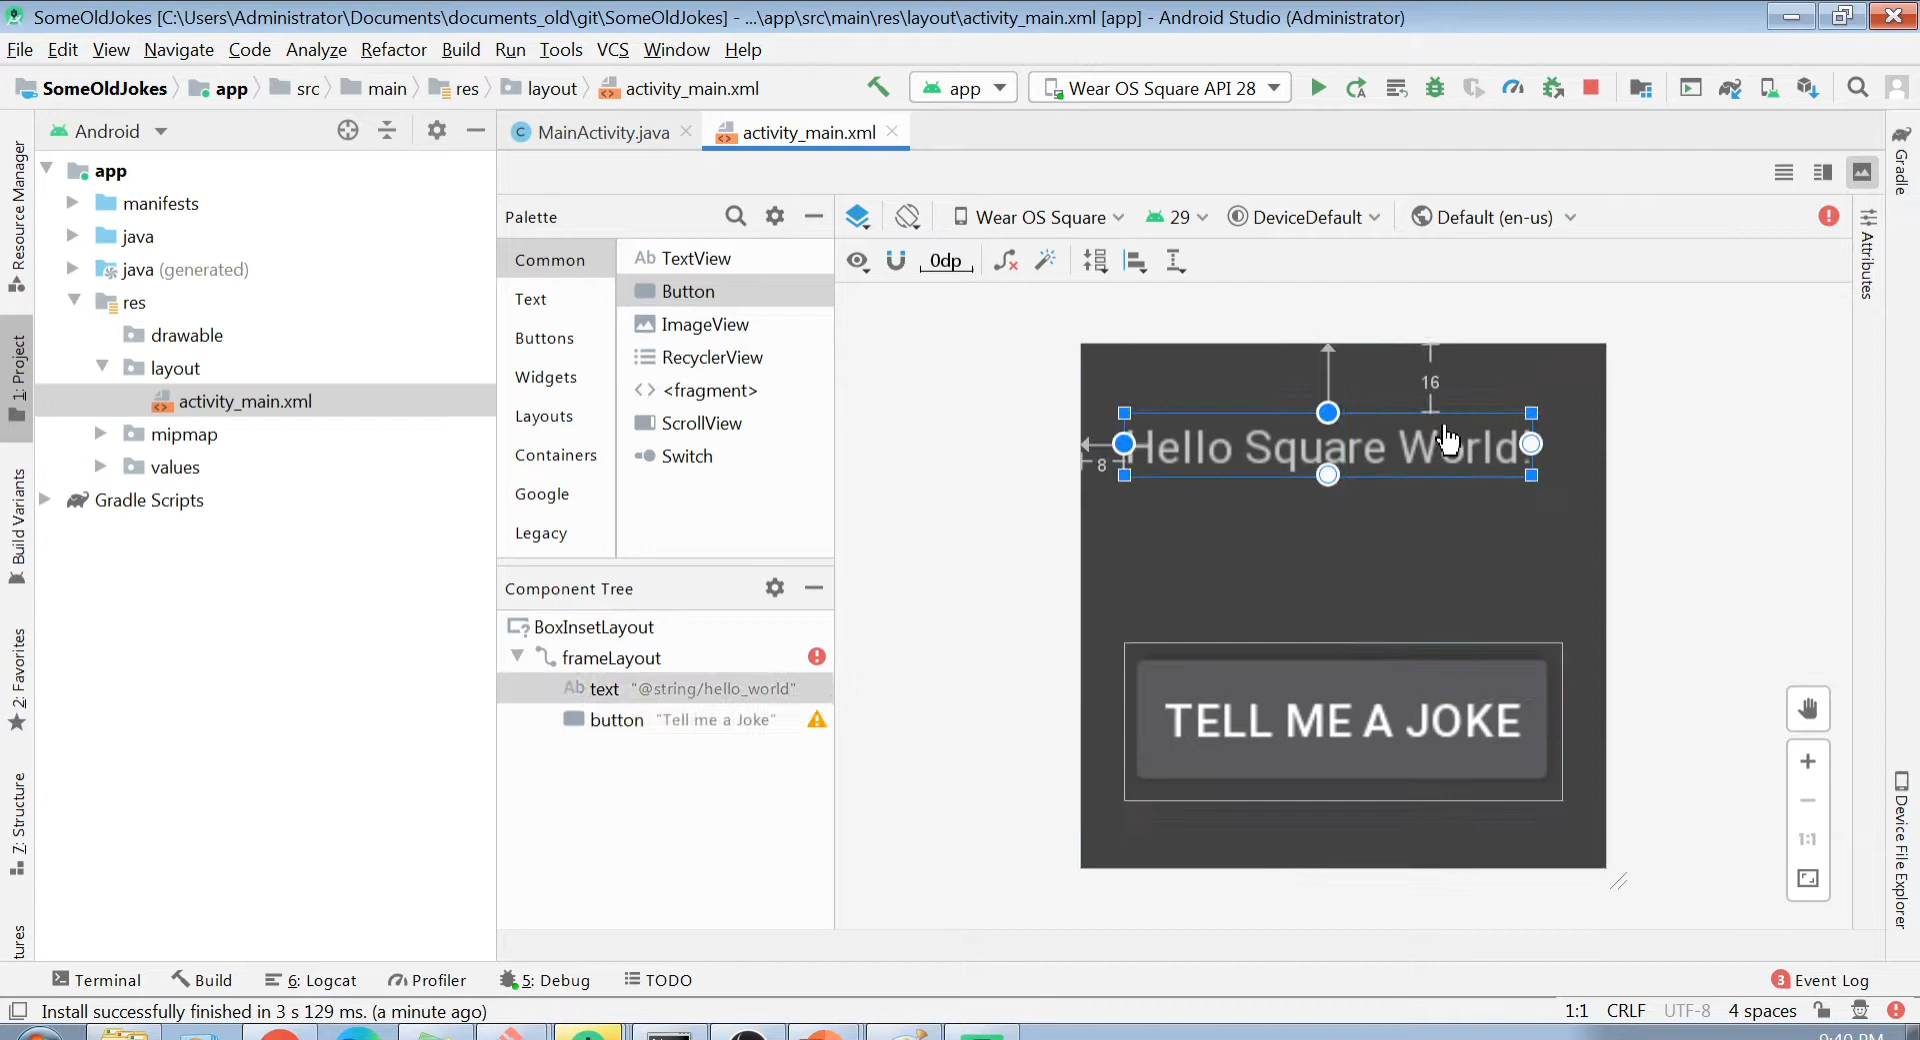 SomeOldJokes [C:\Users\Administrator\Documents\documents_old\git\SomeOldJokes] - ...\app\src\main\res\layout\activity_main.xml [app] - Android Studio (Administrator)
File Edit View Navigate Code Analyze Refactor Build Run Tools VCS Window Help
SomeOldJokes app src main res layout activity_main.xml app Wear OS Square API 28
Android
MainActivity.java activity_main.xml
app
manifests
java
java (generated)
res
drawable
layout
activity_main.xml
mipmap
values
Gradle Scripts
Resource Manager
1: Project
Build Variants
2: Favorites
7: Structure
tures
Palette
Common
Text
Buttons
Widgets
Layouts
Containers
Google
Legacy
Ab TextView
Button
ImageView
RecyclerView
<> <fragment>
ScrollView
Switch
Component Tree
BoxInsetLayout
frameLayout
Ab text "@string/hello_world"
button "Tell me a Joke"
Wear OS Square 29 DeviceDefault Default (en-us)
0dp
16
8
Hello Square World!
TELL ME A JOKE
1:1
Gradle
Attributes
Device File Explorer
Terminal Build 6: Logcat Profiler 5: Debug TODO 3 Event Log
Install successfully finished in 3 s 129 ms. (a minute ago) 1:1 CRLF UTF-8 4 spaces
9:40 PM